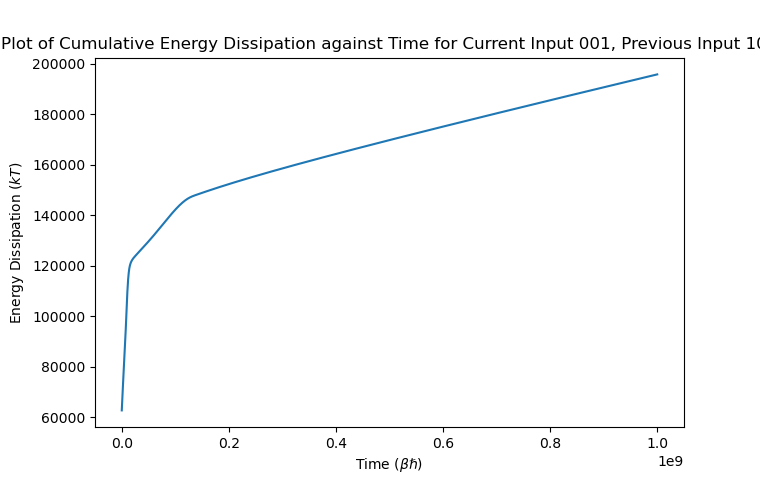 Plot of Cumulative Energy Dissipation against Time for Current Input 001, Previous Input 10
200000
180000
160000
140000
120000
100000
80000
60000
Energy Dissipation (kT)
0.0 0.2 0.4 0.6 0.8 1.0
1e9
Time (βħ)